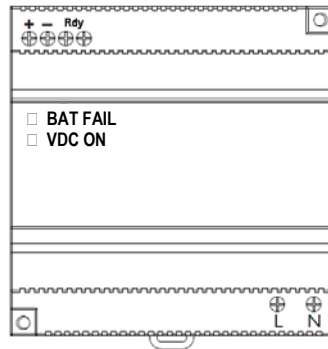 + − Rdy
BAT FAIL
VDC ON
L N